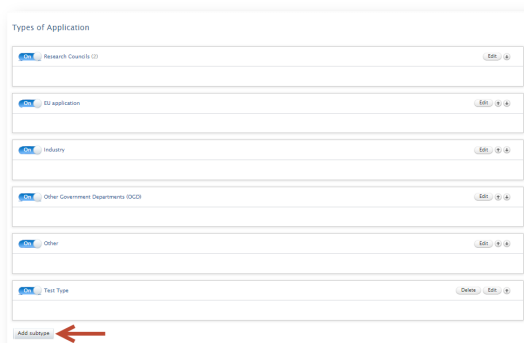 Types of Application
On Research Councils (2) Edit
On EU application Edit
On Industry Edit
On Other Government Departments (OGD) Edit
On Other Edit
On Test Type Delete Edit
Add subtype